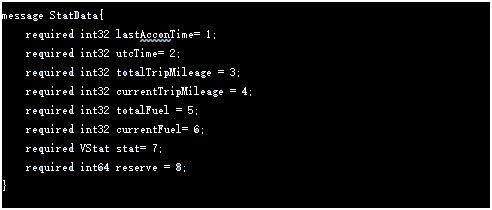 message StatData{
required int32 lastAcconTime= 1;
required int32 utcTime= 2;
required int32 totalTripMileage = 3;
required int32 currentTripMileage = 4;
required int32 totalFuel = 5;
required int32 currentFuel= 6;
required VStat stat= 7;
required int64 reserve = 8;
}